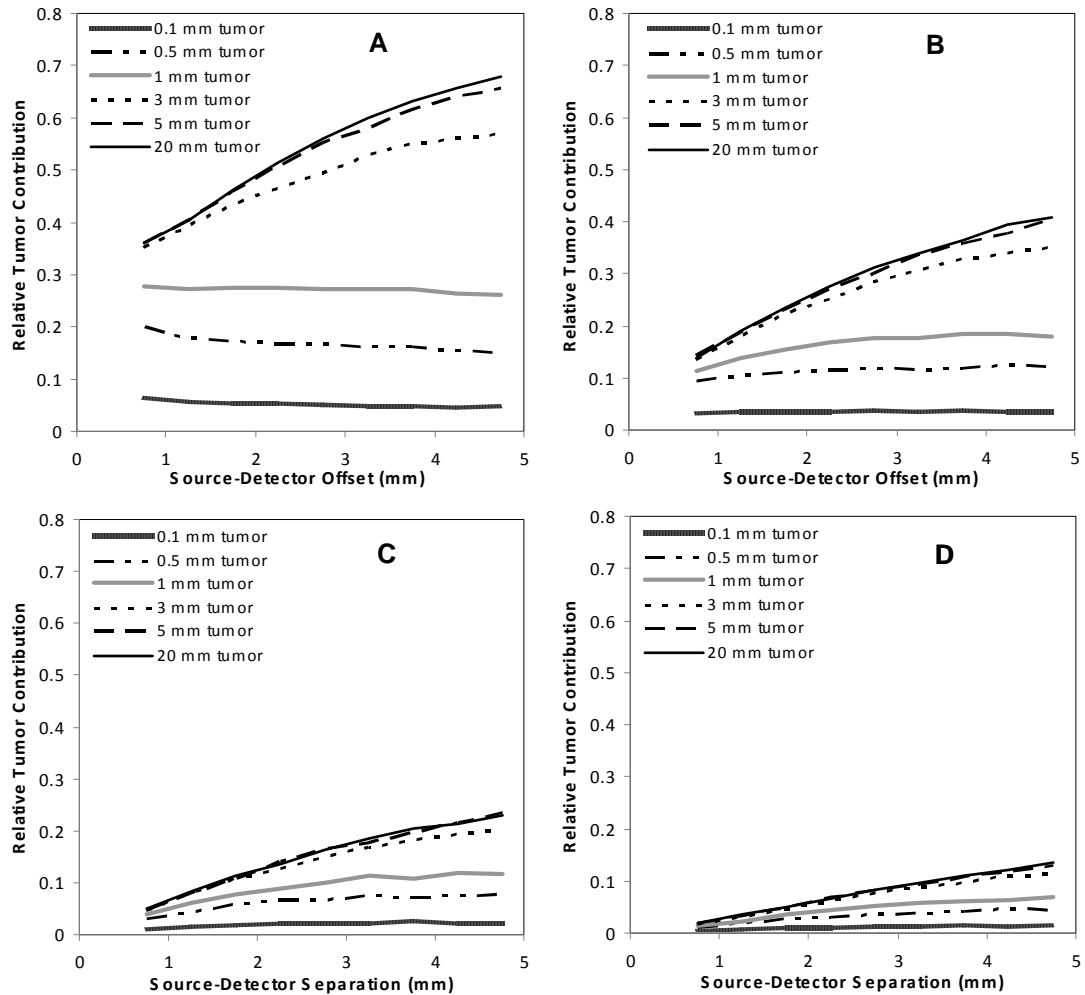 A
Relative Tumor Contribution
0.8
0.7
0.6
0.5
0.4
0.3
0.2
0.1
0
0.1 mm tumor
0.5 mm tumor
1 mm tumor
3 mm tumor
5 mm tumor
20 mm tumor
0 1 2 3 4 5
Source-Detector Offset (mm)
B
Relative Tumor Contribution
0.8
0.7
0.6
0.5
0.4
0.3
0.2
0.1
0
0.1 mm tumor
0.5 mm tumor
1 mm tumor
3 mm tumor
5 mm tumor
20 mm tumor
0 1 2 3 4 5
Source-Detector Offset (mm)
C
Relative Tumor Contribution
0.8
0.7
0.6
0.5
0.4
0.3
0.2
0.1
0
0.1 mm tumor
0.5 mm tumor
1 mm tumor
3 mm tumor
5 mm tumor
20 mm tumor
0 1 2 3 4 5
Source-Detector Separation (mm)
D
Relative Tumor Contribution
0.8
0.7
0.6
0.5
0.4
0.3
0.2
0.1
0
0.1 mm tumor
0.5 mm tumor
1 mm tumor
3 mm tumor
5 mm tumor
20 mm tumor
0 1 2 3 4 5
Source-Detector Separation (mm)